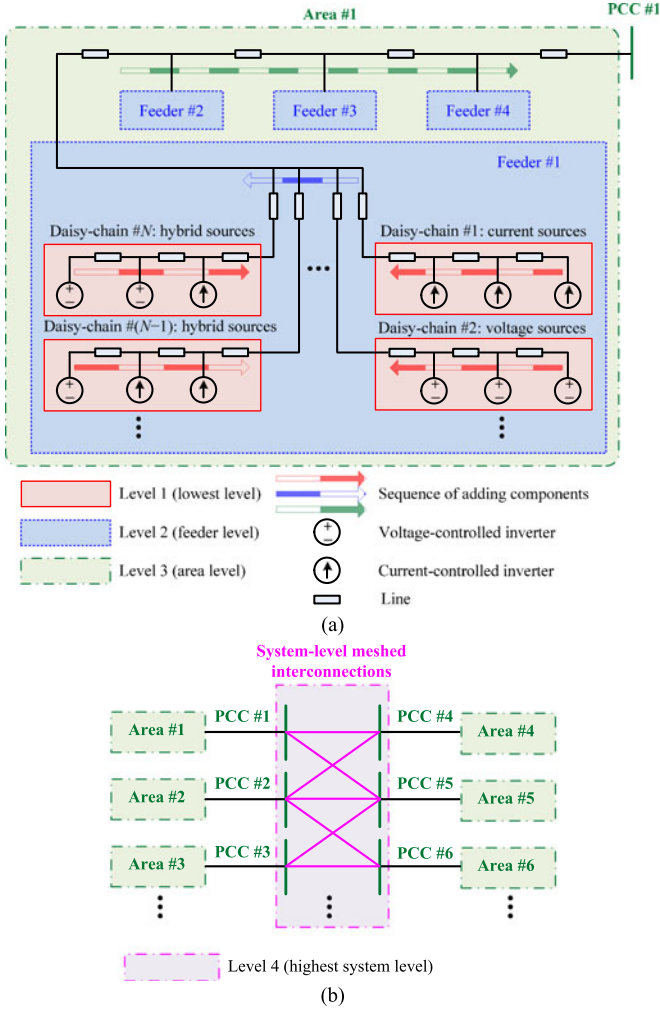 Area #1
PCC #1
Feeder #2
Feeder #3
Feeder #4
Feeder #1
Daisy-chain #N: hybrid sources
Daisy-chain #1: current sources
Daisy-chain #(N−1): hybrid sources
Daisy-chain #2: voltage sources
Level 1 (lowest level)
Sequence of adding components
Level 2 (feeder level)
Voltage-controlled inverter
Level 3 (area level)
Current-controlled inverter
Line
(a)
System-level meshed
interconnections
PCC #1
PCC #4
Area #1
Area #4
PCC #2
PCC #5
Area #2
Area #5
PCC #3
PCC #6
Area #3
Area #6
Level 4 (highest system level)
(b)